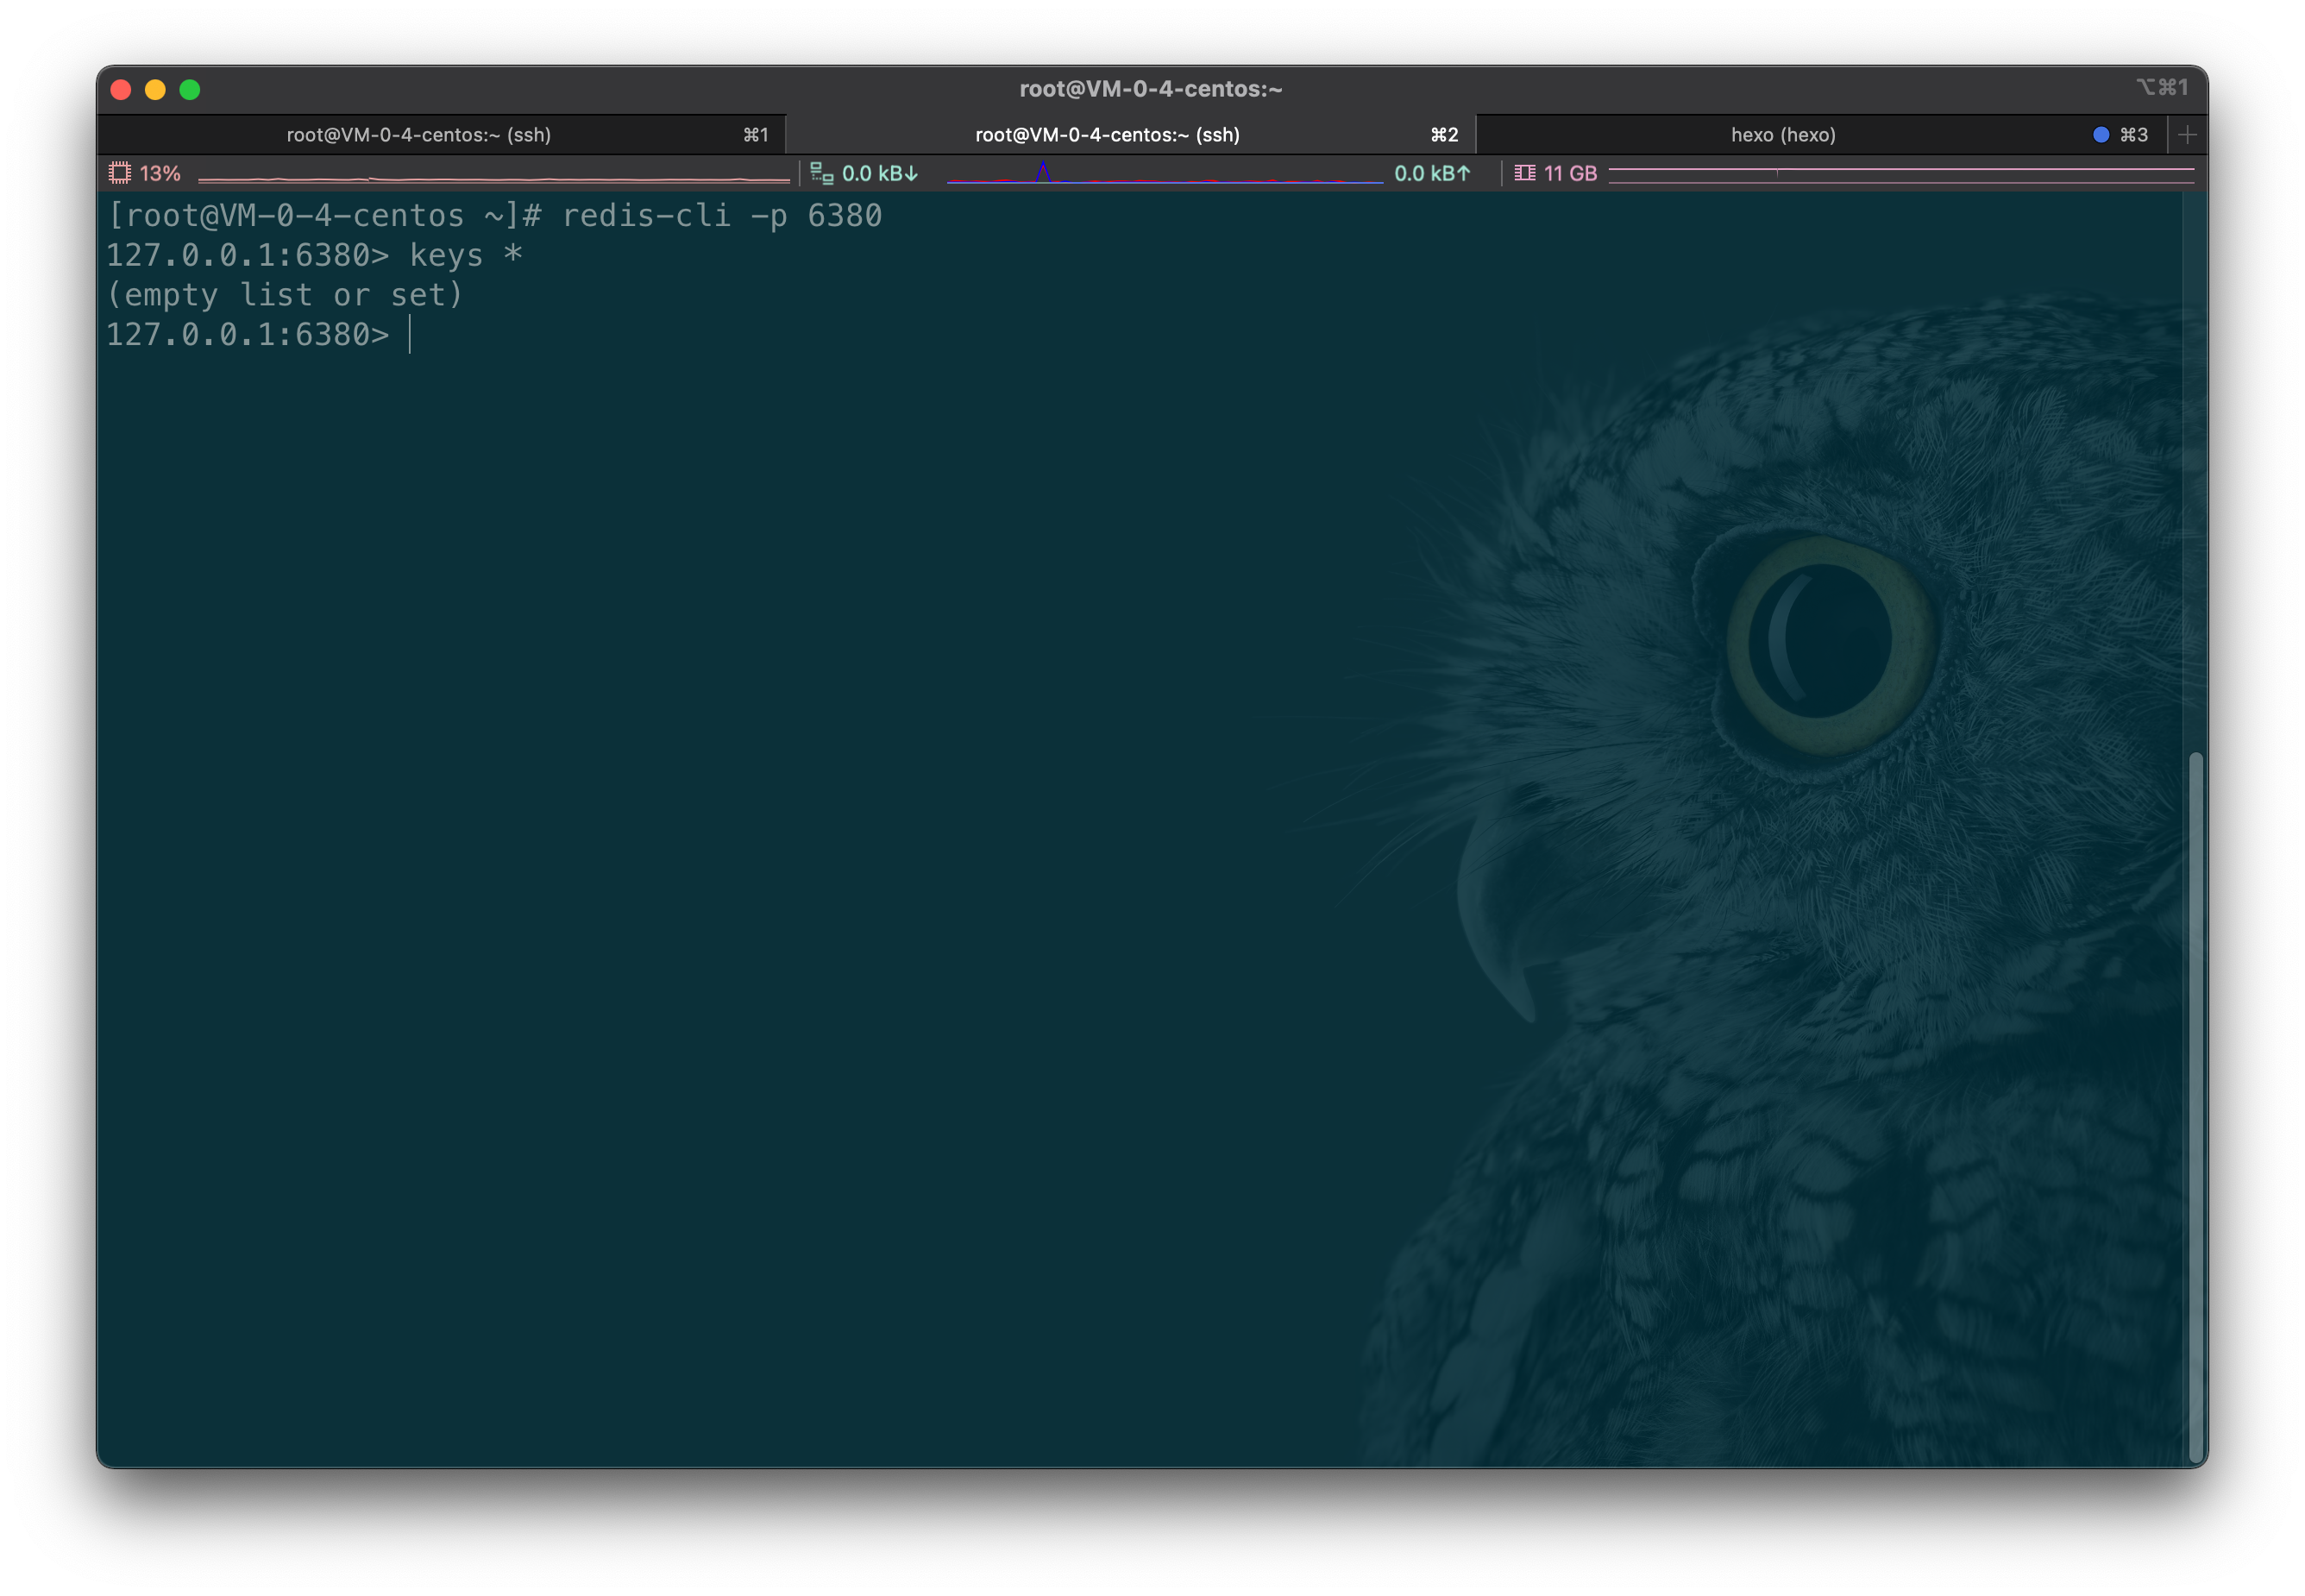 root@VM-0-4-centos:~ ⌥⌘1
root@VM-0-4-centos:~ (ssh) ⌘1 root@VM-0-4-centos:~ (ssh) ⌘2 hexo (hexo) ⌘3
13% 0.0 kB↓ 0.0 kB↑ 11 GB
[root@VM-0-4-centos ~]# redis-cli -p 6380
127.0.0.1:6380> keys *
(empty list or set)
127.0.0.1:6380>